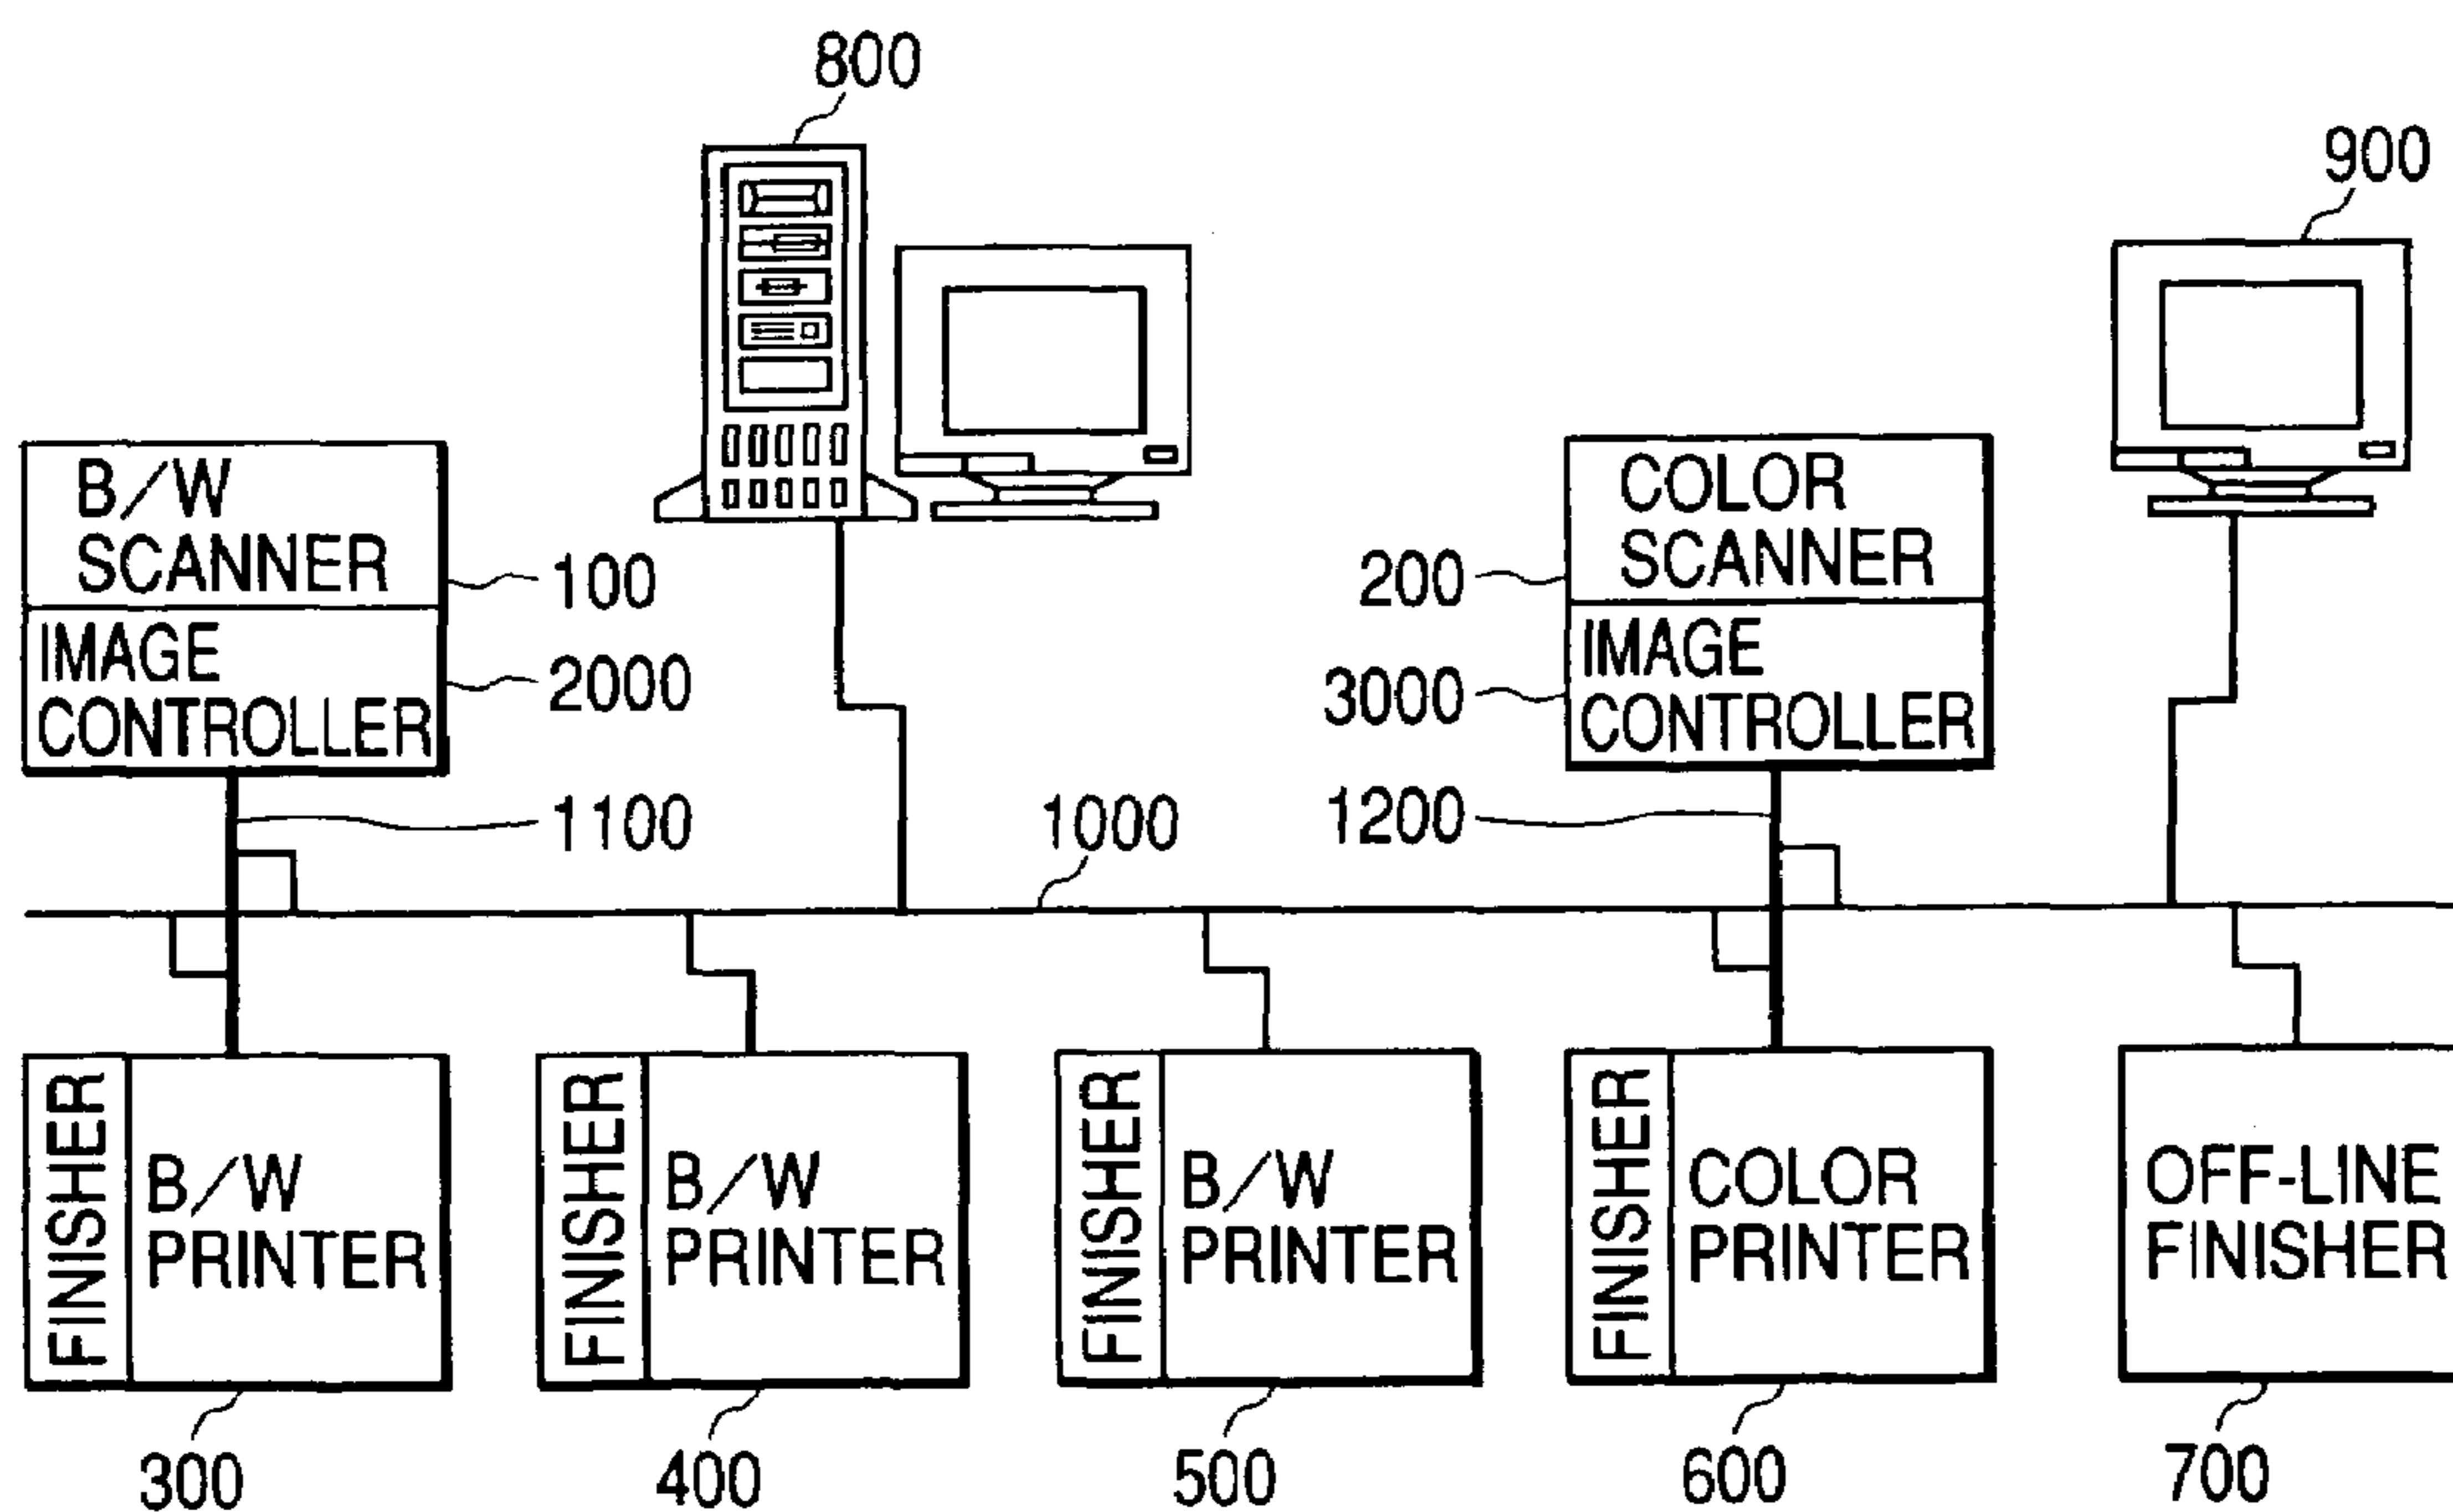 800
900
B/W
SCANNER
100
IMAGE
CONTROLLER
2000
COLOR
SCANNER
200
IMAGE
CONTROLLER
3000
1100
1000
1200
FINISHER
B/W
PRINTER
FINISHER
B/W
PRINTER
FINISHER
B/W
PRINTER
FINISHER
COLOR
PRINTER
OFF-LINE
FINISHER
300
400
500
600
700